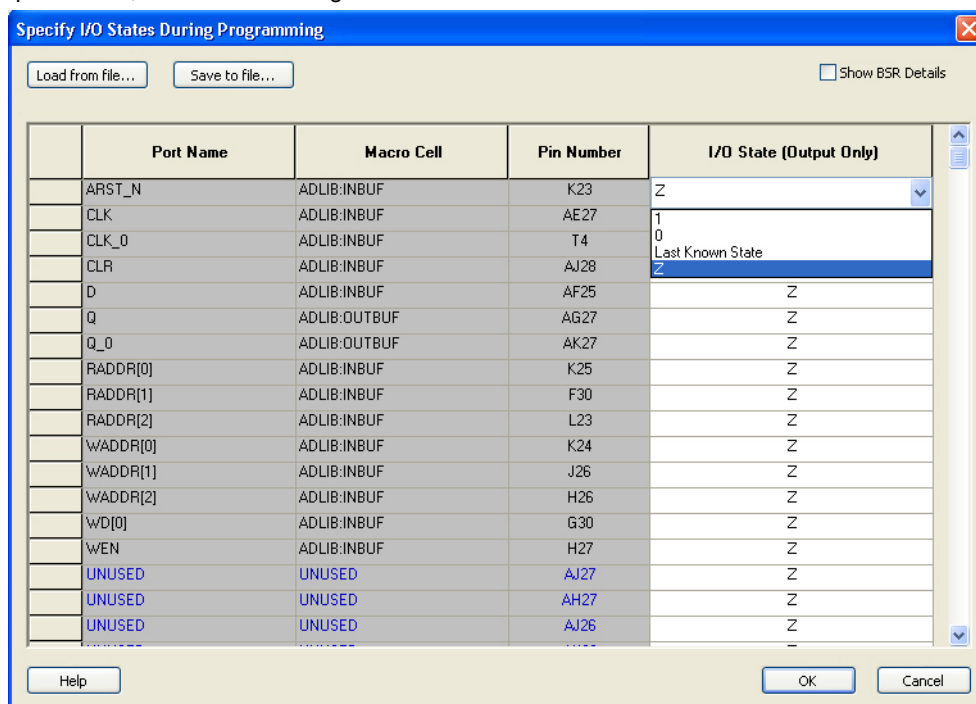 Specify I/O States During Programming
Load from file... Save to file... Show BSR Details
Port Name Macro Cell Pin Number I/O State (Output Only)
ARST_N ADLIB:INBUF K23 Z
CLK ADLIB:INBUF AE27 1
CLK_0 ADLIB:INBUF T4 0
Last Known State
CLR ADLIB:INBUF AJ28 Z
D ADLIB:INBUF AF25 Z
Q ADLIB:OUTBUF AG27 Z
Q_0 ADLIB:OUTBUF AK27 Z
RADDR[0] ADLIB:INBUF K25 Z
RADDR[1] ADLIB:INBUF F30 Z
RADDR[2] ADLIB:INBUF L23 Z
WADDR[0] ADLIB:INBUF K24 Z
WADDR[1] ADLIB:INBUF J26 Z
WADDR[2] ADLIB:INBUF H26 Z
WD[0] ADLIB:INBUF G30 Z
WEN ADLIB:INBUF H27 Z
UNUSED UNUSED AJ27 Z
UNUSED UNUSED AH27 Z
UNUSED UNUSED AJ26 Z
Help OK Cancel